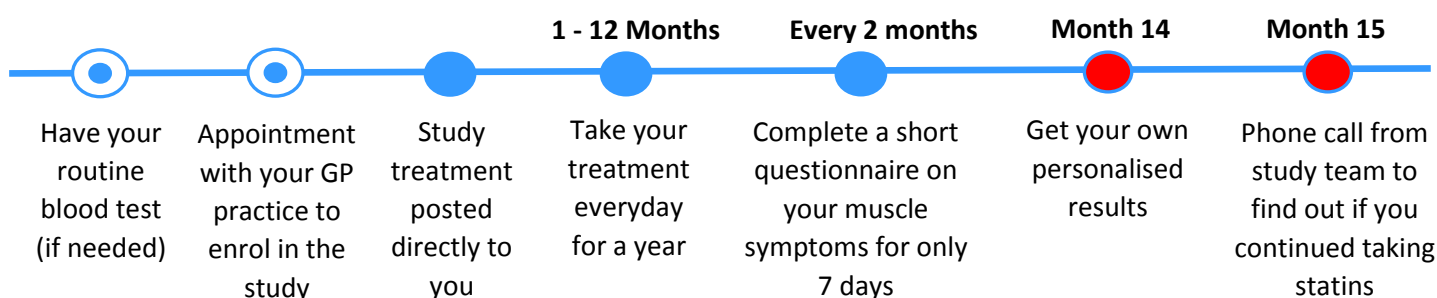 1 - 12 Months
Every 2 months
Month 14
Month 15
Have your
routine
blood test
(if needed)
Appointment
with your GP
practice to
enrol in the
study
Study
treatment
posted
directly to
you
Take your
treatment
everyday
for a year
Complete a short
questionnaire on
your muscle
symptoms for only
7 days
Get your own
personalised
results
Phone call from
study team to
find out if you
continued taking
statins